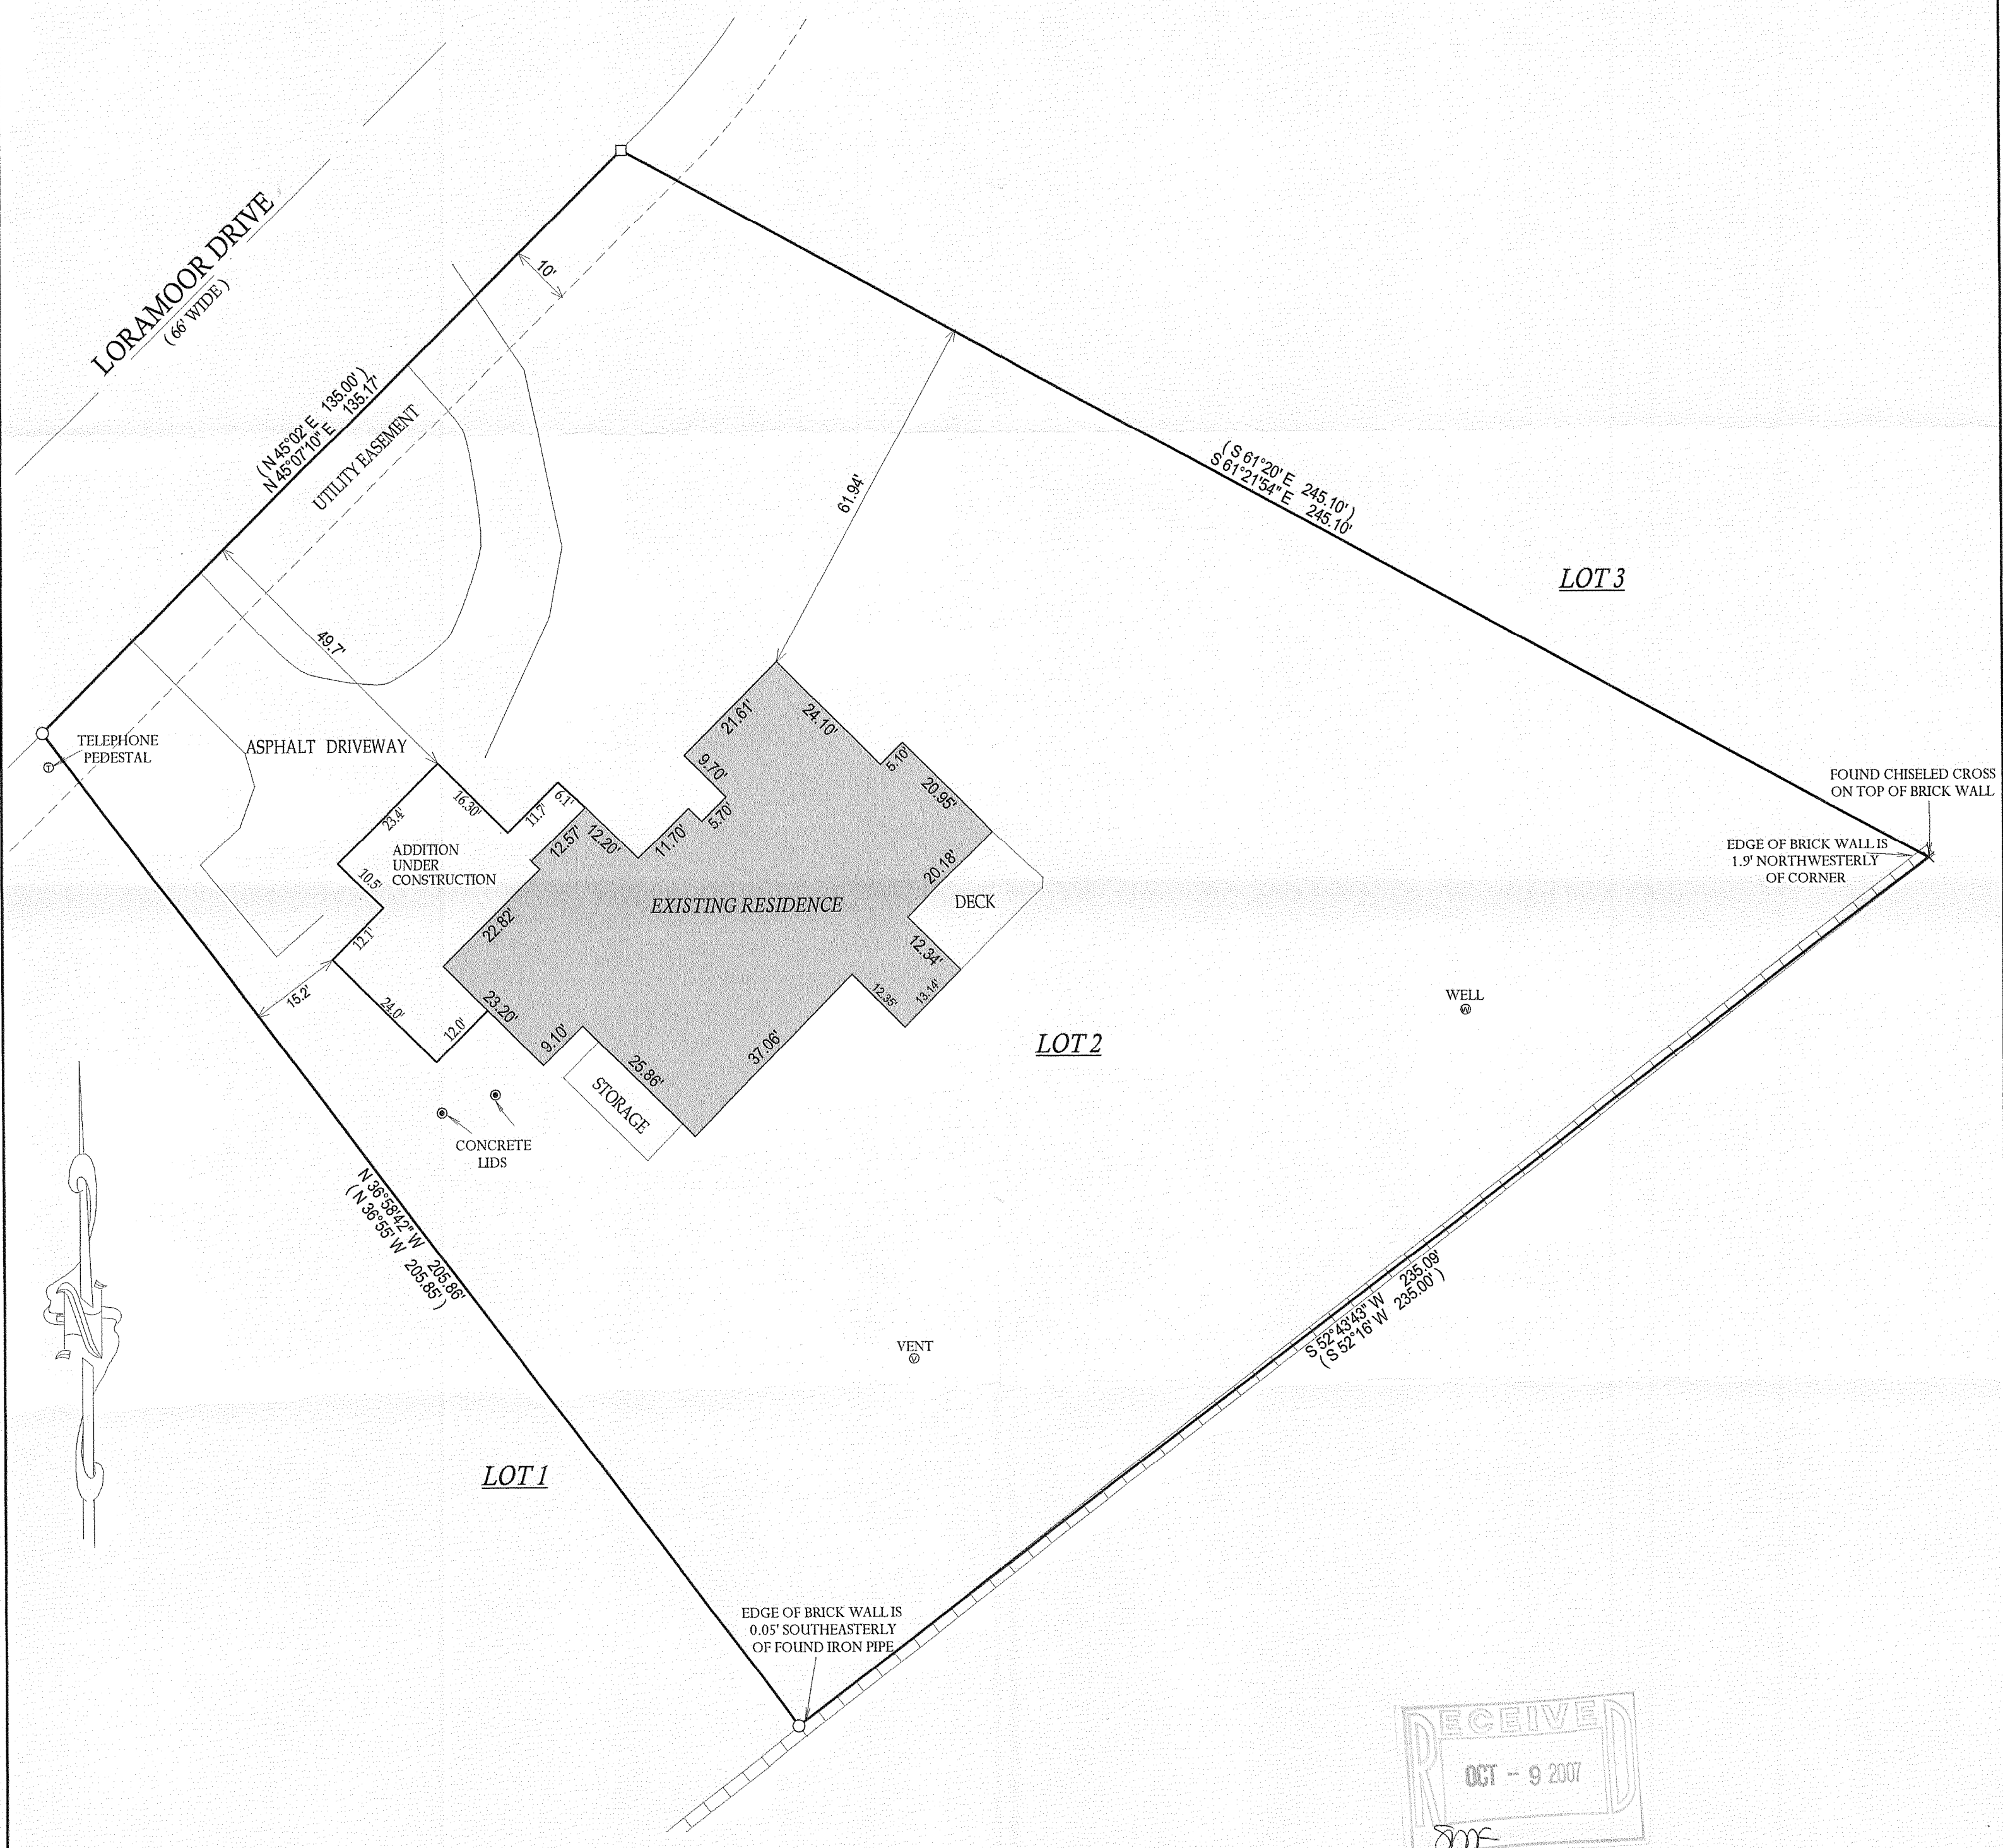 LORAMOOR DRIVE
( 66' WIDE )
10'
( N 45°02' E 135.00' )
N 45°07'10" E 135.17'
UTILITY EASEMENT
61.94'
( S 61°20' E 245.10' )
S 61°21'54" E 245.10'
LOT 3
49.7'
TELEPHONE
PEDESTAL
ASPHALT DRIVEWAY
21.61'
24.10'
9.70'
5.10'
20.95'
16.30'
6.1'
11.7'
23.4'
12.57'
12.20'
11.70'
5.70'
FOUND CHISELED CROSS
ON TOP OF BRICK WALL
EDGE OF BRICK WALL IS
1.9' NORTHWESTERLY
OF CORNER
ADDITION
UNDER
CONSTRUCTION
10.5'
20.18'
EXISTING RESIDENCE
DECK
22.82'
12.1'
12.34'
15.2'
24.0'
12.0'
23.20'
9.10'
12.35'
13.14'
WELL
W
37.06'
25.86'
LOT 2
STORAGE
CONCRETE
LIDS
T
N 36°58'42" W 205.86'
( N 36°55' W 205.85' )
S 52°43'43" W 235.09'
( S 52°16' W 235.00' )
VENT
V
LOT 1
EDGE OF BRICK WALL IS
0.05' SOUTHEASTERLY
OF FOUND IRON PIPE
RECEIVED
OCT - 9 2007